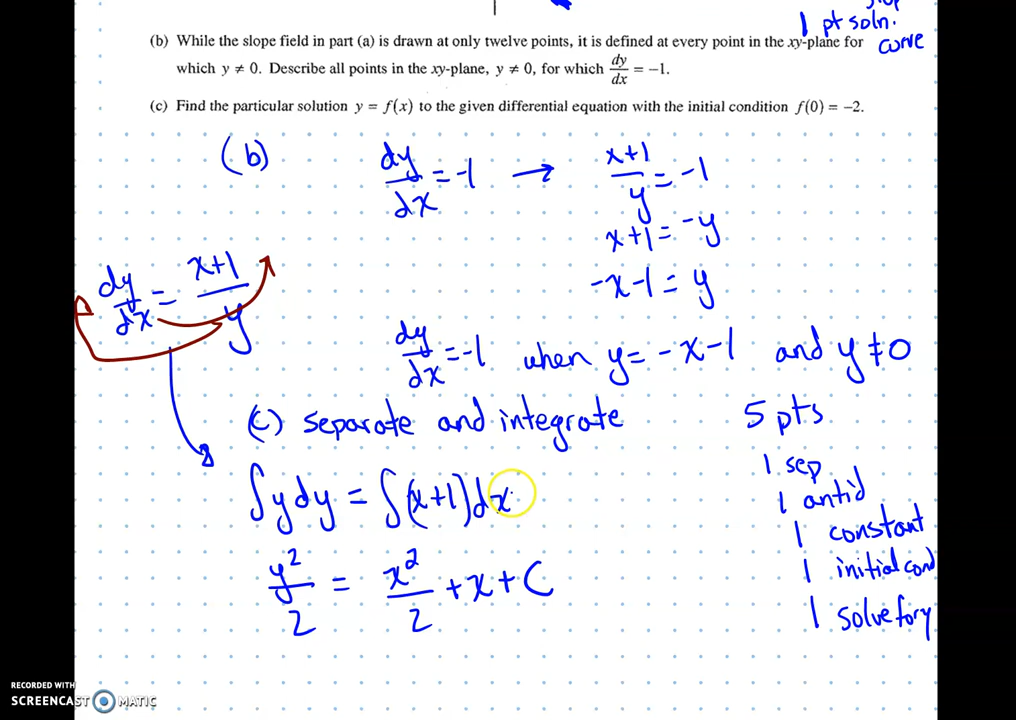 1 pt soln.
curve
(b) While the slope field in part (a) is drawn at only twelve points, it is defined at every point in the xy-plane for
which y ≠ 0. Describe all points in the xy-plane, y ≠ 0, for which dy/dx = −1.
(c) Find the particular solution y = f(x) to the given differential equation with the initial condition f(0) = −2.
(b) dy/dx = -1 → x+1/y = -1
x+1 = -y
-x-1 = y
dy/dx = x+1/y
dy/dx = -1 when y = -x-1 and y ≠ 0
(c) separate and integrate
5 pts
1 sep
1 antid
1 constant
1 initial cond
1 solve for y
∫y dy = ∫(x+1)dx
y²/2 = x²/2 + x + C
RECORDED WITH
SCREENCAST MATIC